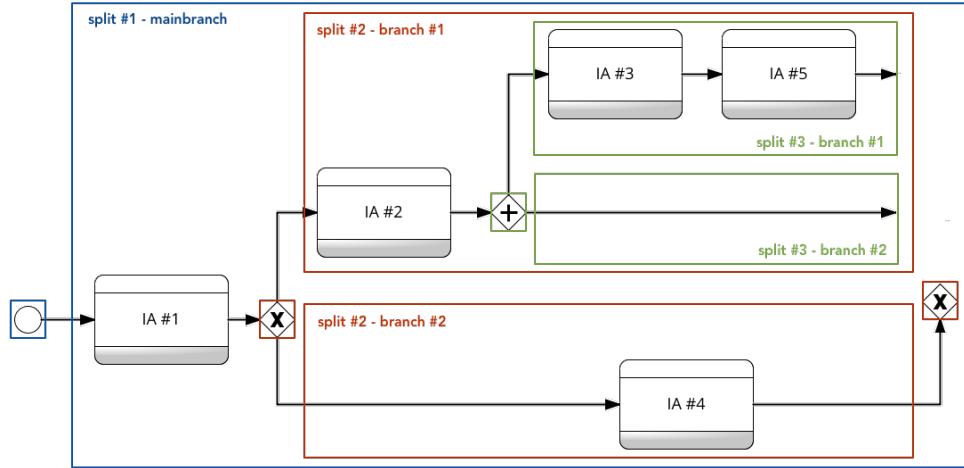 split #1 - mainbranch
split #2 - branch #1
IA #3
IA #5
split #3 - branch #1
IA #2
+
split #3 - branch #2
IA #1
X
split #2 - branch #2
X
IA #4